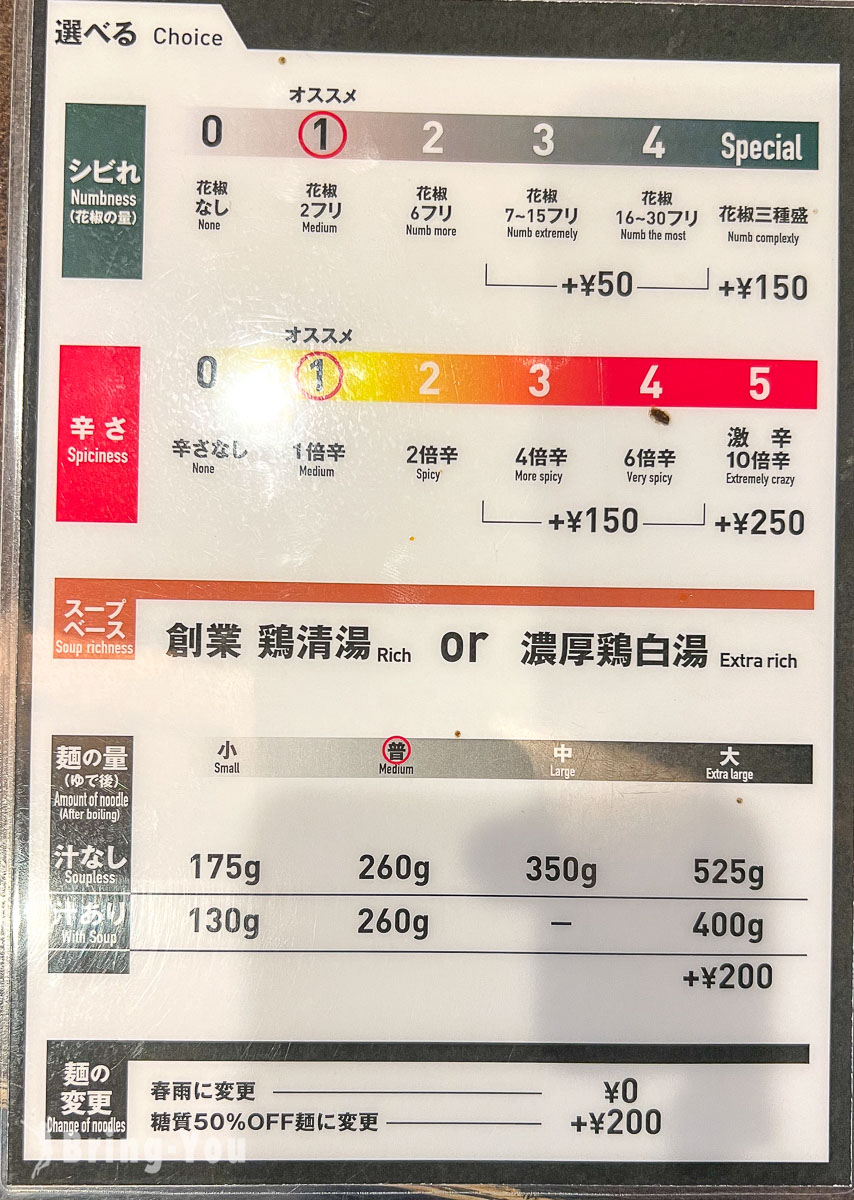 選べる Choice
オススメ
0 1 2 3 4 Special
シビれ
Numbness
(花椒の量)
花椒 花椒 花椒 花椒 花椒 花椒三種盛
なし 2フリ 6フリ 7~15フリ 16~30フリ
None Medium Numb more Numb extremely Numb the most Numb complexly
+¥50 +¥150
オススメ
0 1 2 3 4 5
辛さ
Spiciness
激 辛
辛さなし 1倍辛 2倍辛 4倍辛 6倍辛 10倍辛
None Medium Spicy More spicy Very spicy Extremely crazy
+¥150 +¥250
スープ
ベース
Soup richness
創業 鶏清湯 Rich or 濃厚鶏白湯 Extra rich
麺の量
(ゆで後)
Amount of noodle
(After boiling)
小 普 中 大
Small Medium Large Extra large
汁なし
Soupless
175g 260g 350g 525g
汁あり
With Soup
130g 260g – 400g
+¥200
麺の
変更
Change of noodles
春雨に変更 ¥0
糖質50%OFF麺に変更 +¥200
Bring-You